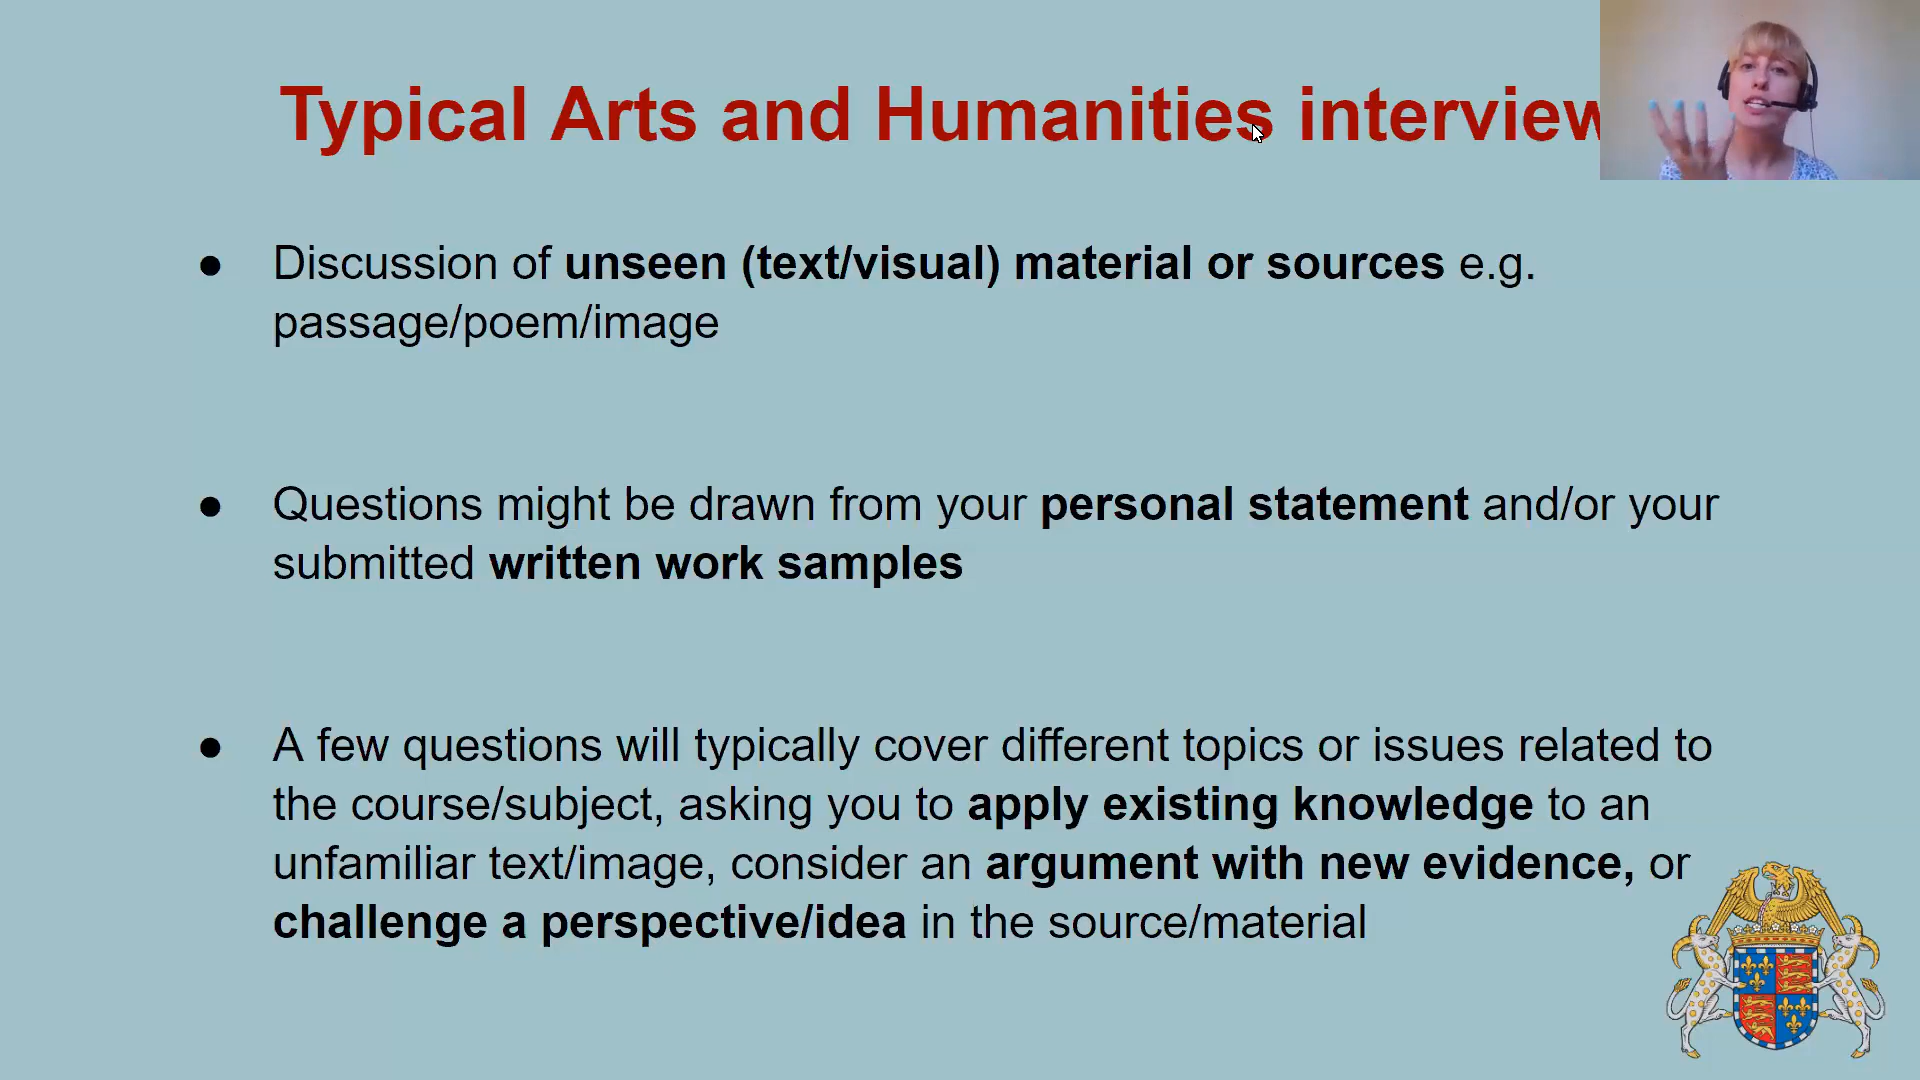 Typical Arts and Humanities interview
● Discussion of unseen (text/visual) material or sources e.g.
passage/poem/image
● Questions might be drawn from your personal statement and/or your
submitted written work samples
● A few questions will typically cover different topics or issues related to
the course/subject, asking you to apply existing knowledge to an
unfamiliar text/image, consider an argument with new evidence, or
challenge a perspective/idea in the source/material